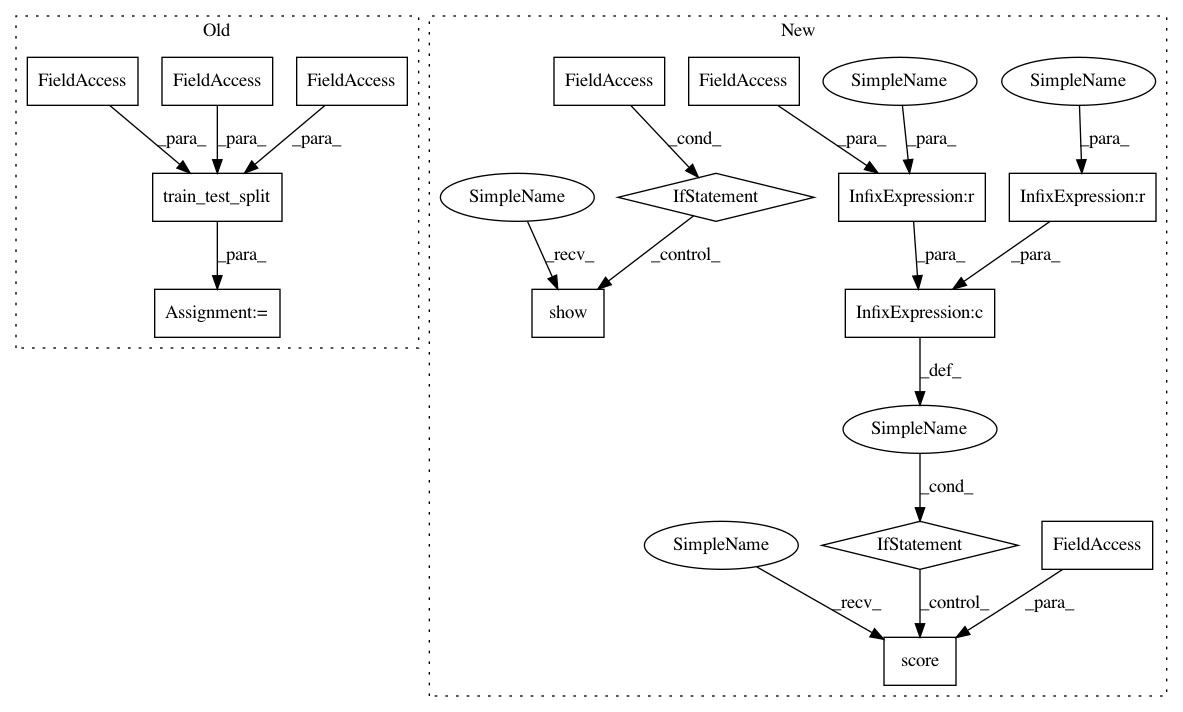 Old
New
FieldAccess
FieldAccess
FieldAccess
FieldAccess
FieldAccess
SimpleName
SimpleName
_para_
_para_
_para_
_cond_
_para_
_para_
_para_
train_test_split
SimpleName
IfStatement
InfixExpression:r
InfixExpression:r
_para_
_recv_
_control_
_para_
_para_
Assignment:=
show
InfixExpression:c
_def_
SimpleName
_cond_
SimpleName
IfStatement
FieldAccess
_recv_
_control_
_para_
score